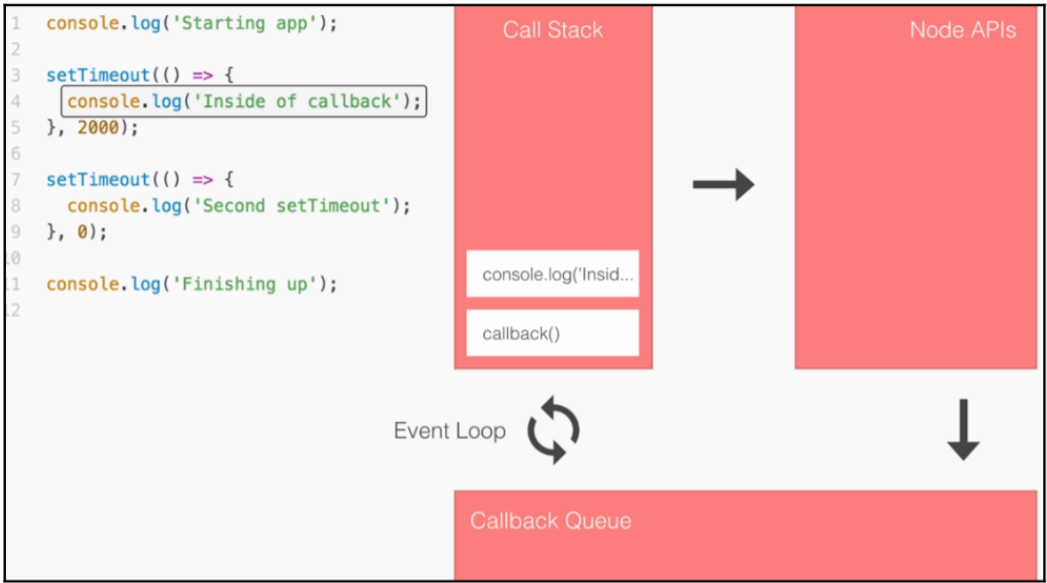 1 console.log('Starting app');
2
3 setTimeout(() => {
4 console.log('Inside of callback');
5 }, 2000);
6
7 setTimeout(() => {
8 console.log('Second setTimeout');
9 }, 0);
10
11 console.log('Finishing up');
12
Call Stack
console.log('Insid...
callback()
Node APIs
Event Loop
Callback Queue